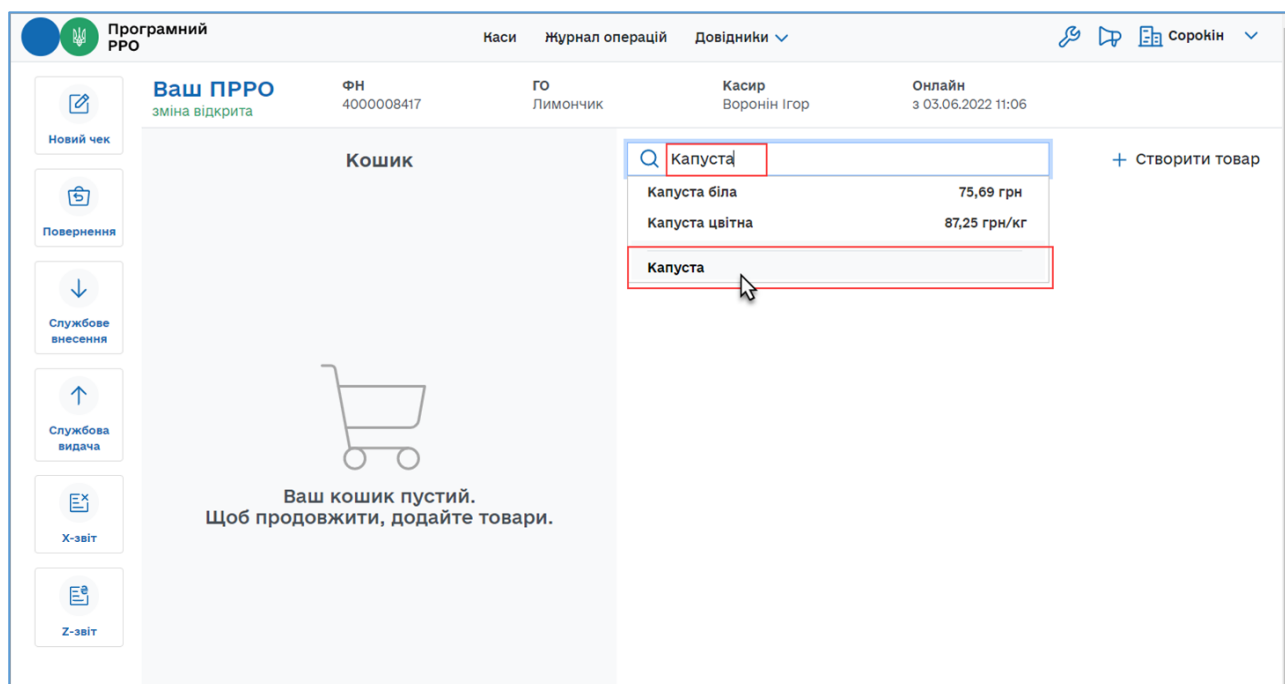 Програмний
РРО
Каси Журнал операцій Довідники
Сорокін
Ваш ПРРО
зміна відкрита
ФН
4000008417
ГО
Лимончик
Касир
Воронін Ігор
Онлайн
з 03.06.2022 11:06
Новий чек
Повернення
Службове
внесення
Службова
видача
X-звіт
Z-звіт
Кошик
Ваш кошик пустий.
Щоб продовжити, додайте товари.
Капуста
Капуста біла 75,69 грн
Капуста цвітна 87,25 грн/кг
Капуста
+ Створити товар